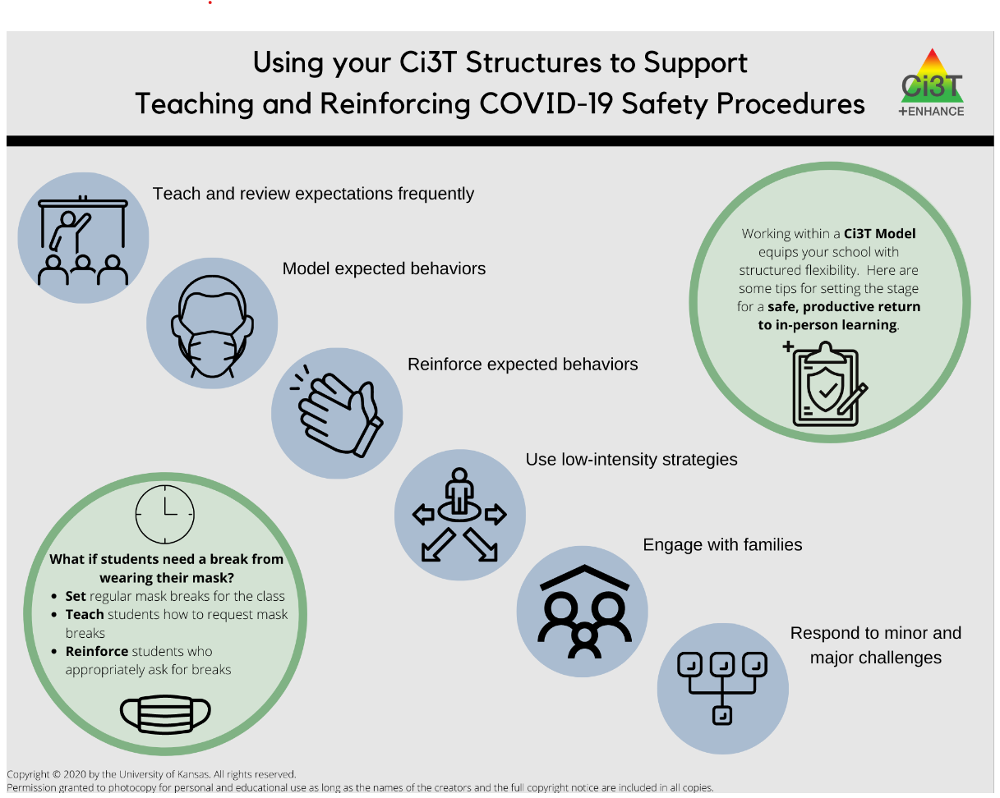 Using your Ci3T Structures to Support
Teaching and Reinforcing COVID-19 Safety Procedures
Ci3T
+ENHANCE
Teach and review expectations frequently
Model expected behaviors
Reinforce expected behaviors
Use low-intensity strategies
Engage with families
Respond to minor and
major challenges
Working within a Ci3T Model
equips your school with
structured flexibility. Here are
some tips for setting the stage
for a safe, productive return
to in-person learning.
What if students need a break from
wearing their mask?
• Set regular mask breaks for the class
• Teach students how to request mask
breaks
• Reinforce students who
appropriately ask for breaks
Copyright © 2020 by the University of Kansas. All rights reserved.
Permission granted to photocopy for personal and educational use as long as the names of the creators and the full copyright notice are included in all copies.